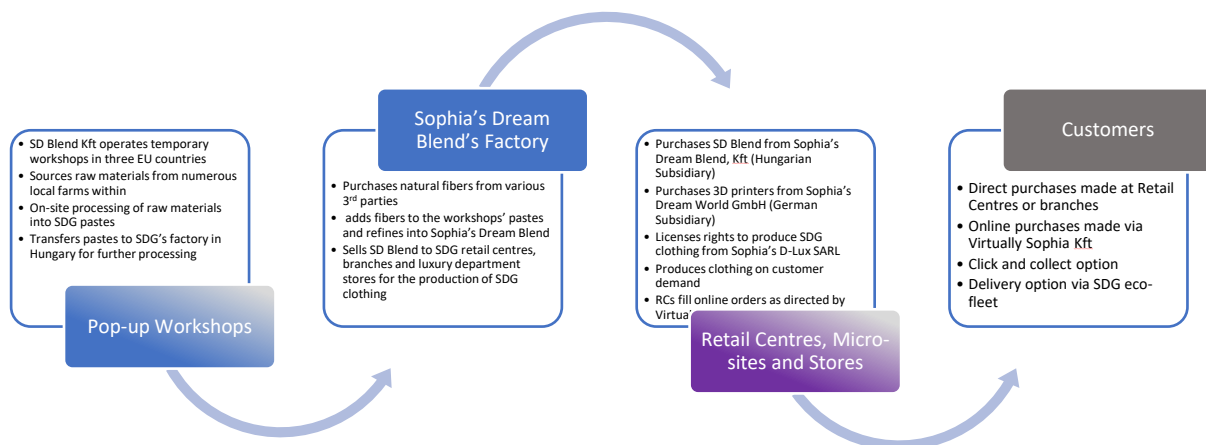 • SD Blend Kft operates temporary
workshops in three EU countries
• Sources raw materials from numerous
local farms within
• On-site processing of raw materials
into SDG pastes
• Transfers pastes to SDG's factory in
Hungary for further processing
Pop-up Workshops
Sophia's Dream
Blend's Factory
• Purchases natural fibers from various
3rd parties
• adds fibers to the workshops' pastes
and refines into Sophia's Dream Blend
• Sells SD Blend to SDG retail centres,
branches and luxury department
stores for the production of SDG
clothing
• Purchases SD Blend from Sophia's
Dream Blend, Kft (Hungarian
Subsidiary)
• Purchases 3D printers from Sophia's
Dream World GmbH (German
Subsidiary)
• Licenses rights to produce SDG
clothing from Sophia's D-Lux SARL
• Produces clothing on customer
demand
• RCs fill online orders as directed by
Retail Centres, Micro-
sites and Stores
Customers
• Direct purchases made at Retail
Centres or branches
• Online purchases made via
Virtually Sophia Kft
• Click and collect option
• Delivery option via SDG eco-
fleet